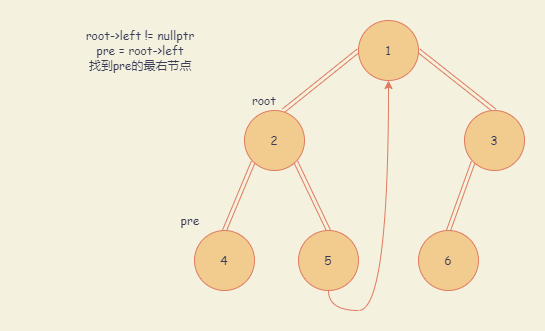 root->left != nullptr
pre = root->left
找到pre的最右节点
1
root
2
3
pre
4
5
6